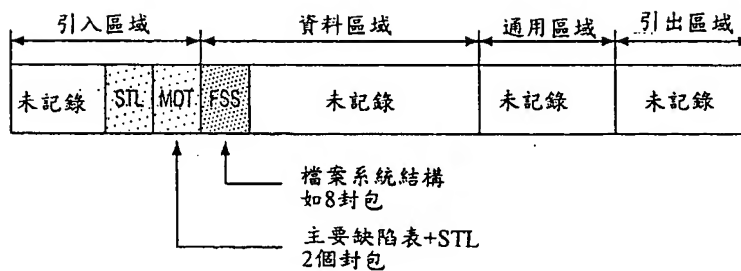 引入區域 資料區域 通用區域 引出區域
未記錄 STL MDT FSS 未記錄 未記錄 未記錄
檔案系統結構
如8封包
主要缺陷表+STL
2個封包